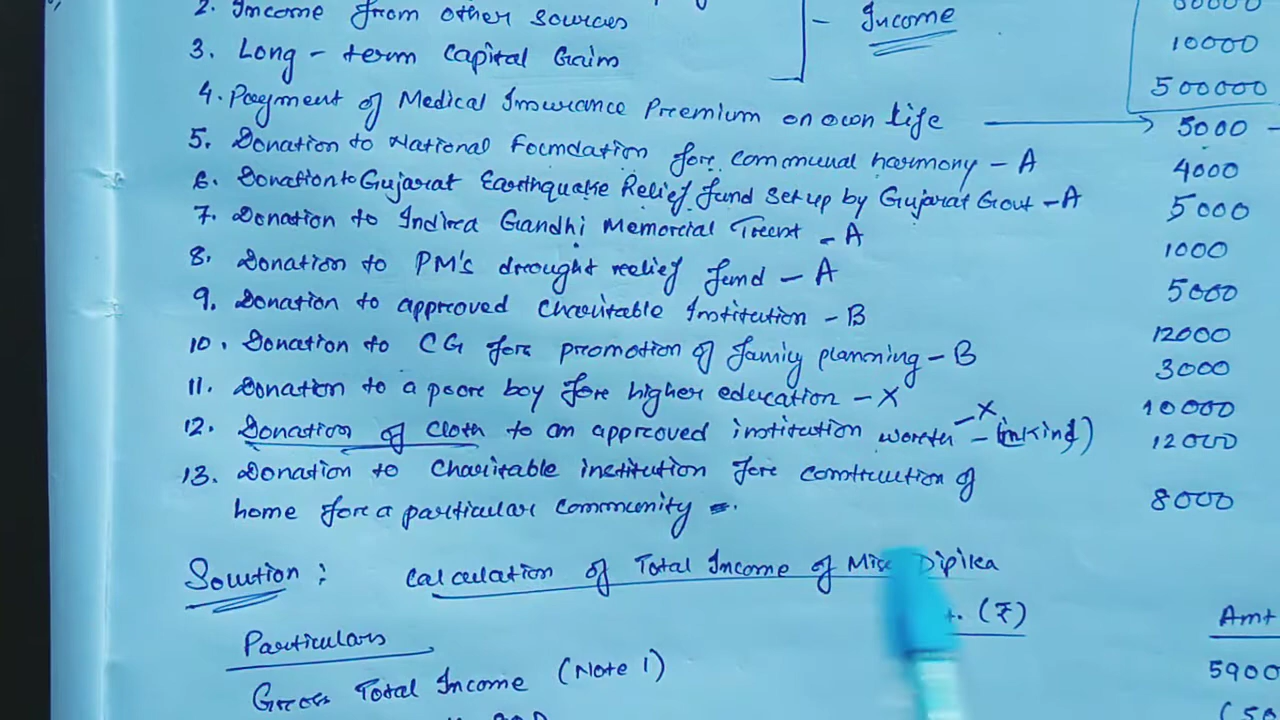 2. Income from other sources
- Income
10000
3. Long - term Capital Gain
500000
4. Payment of Medical Insurance Premium on own life → 5000 -
5. Donation to National Foundation for communal harmony - A 4000
6. Donation to Gujarat Earthquake Relief fund set up by Gujarat Govt - A 5000
7. Donation to Indira Gandhi Memorial Trust - A 1000
8. Donation to PM's drought relief fund - A 5000
9. Donation to approved charitable Institution - B 12000
10. Donation to CG for promotion of family planning - B 3000
11. Donation to a poor boy for higher education - X 10000
12. Donation of cloth to an approved institution worth - X - (in kind) 12000
13. Donation to charitable institution for construction of
home for a particular community - 8000
Solution : Calculation of Total Income of Miss Dipika
(₹)
Particulars Amt
Gross Total Income (Note 1) 5900